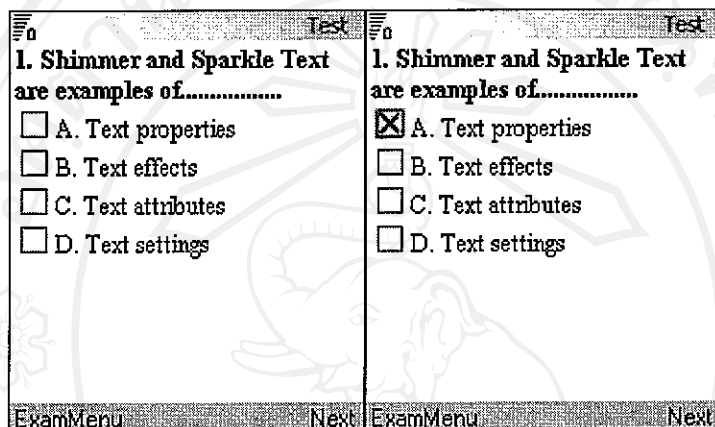 Test
1. Shimmer and Sparkle Text
are examples of................
A. Text properties
B. Text effects
C. Text attributes
D. Text settings
ExamMenu Next
Test
1. Shimmer and Sparkle Text
are examples of................
A. Text properties
B. Text effects
C. Text attributes
D. Text settings
ExamMenu Next